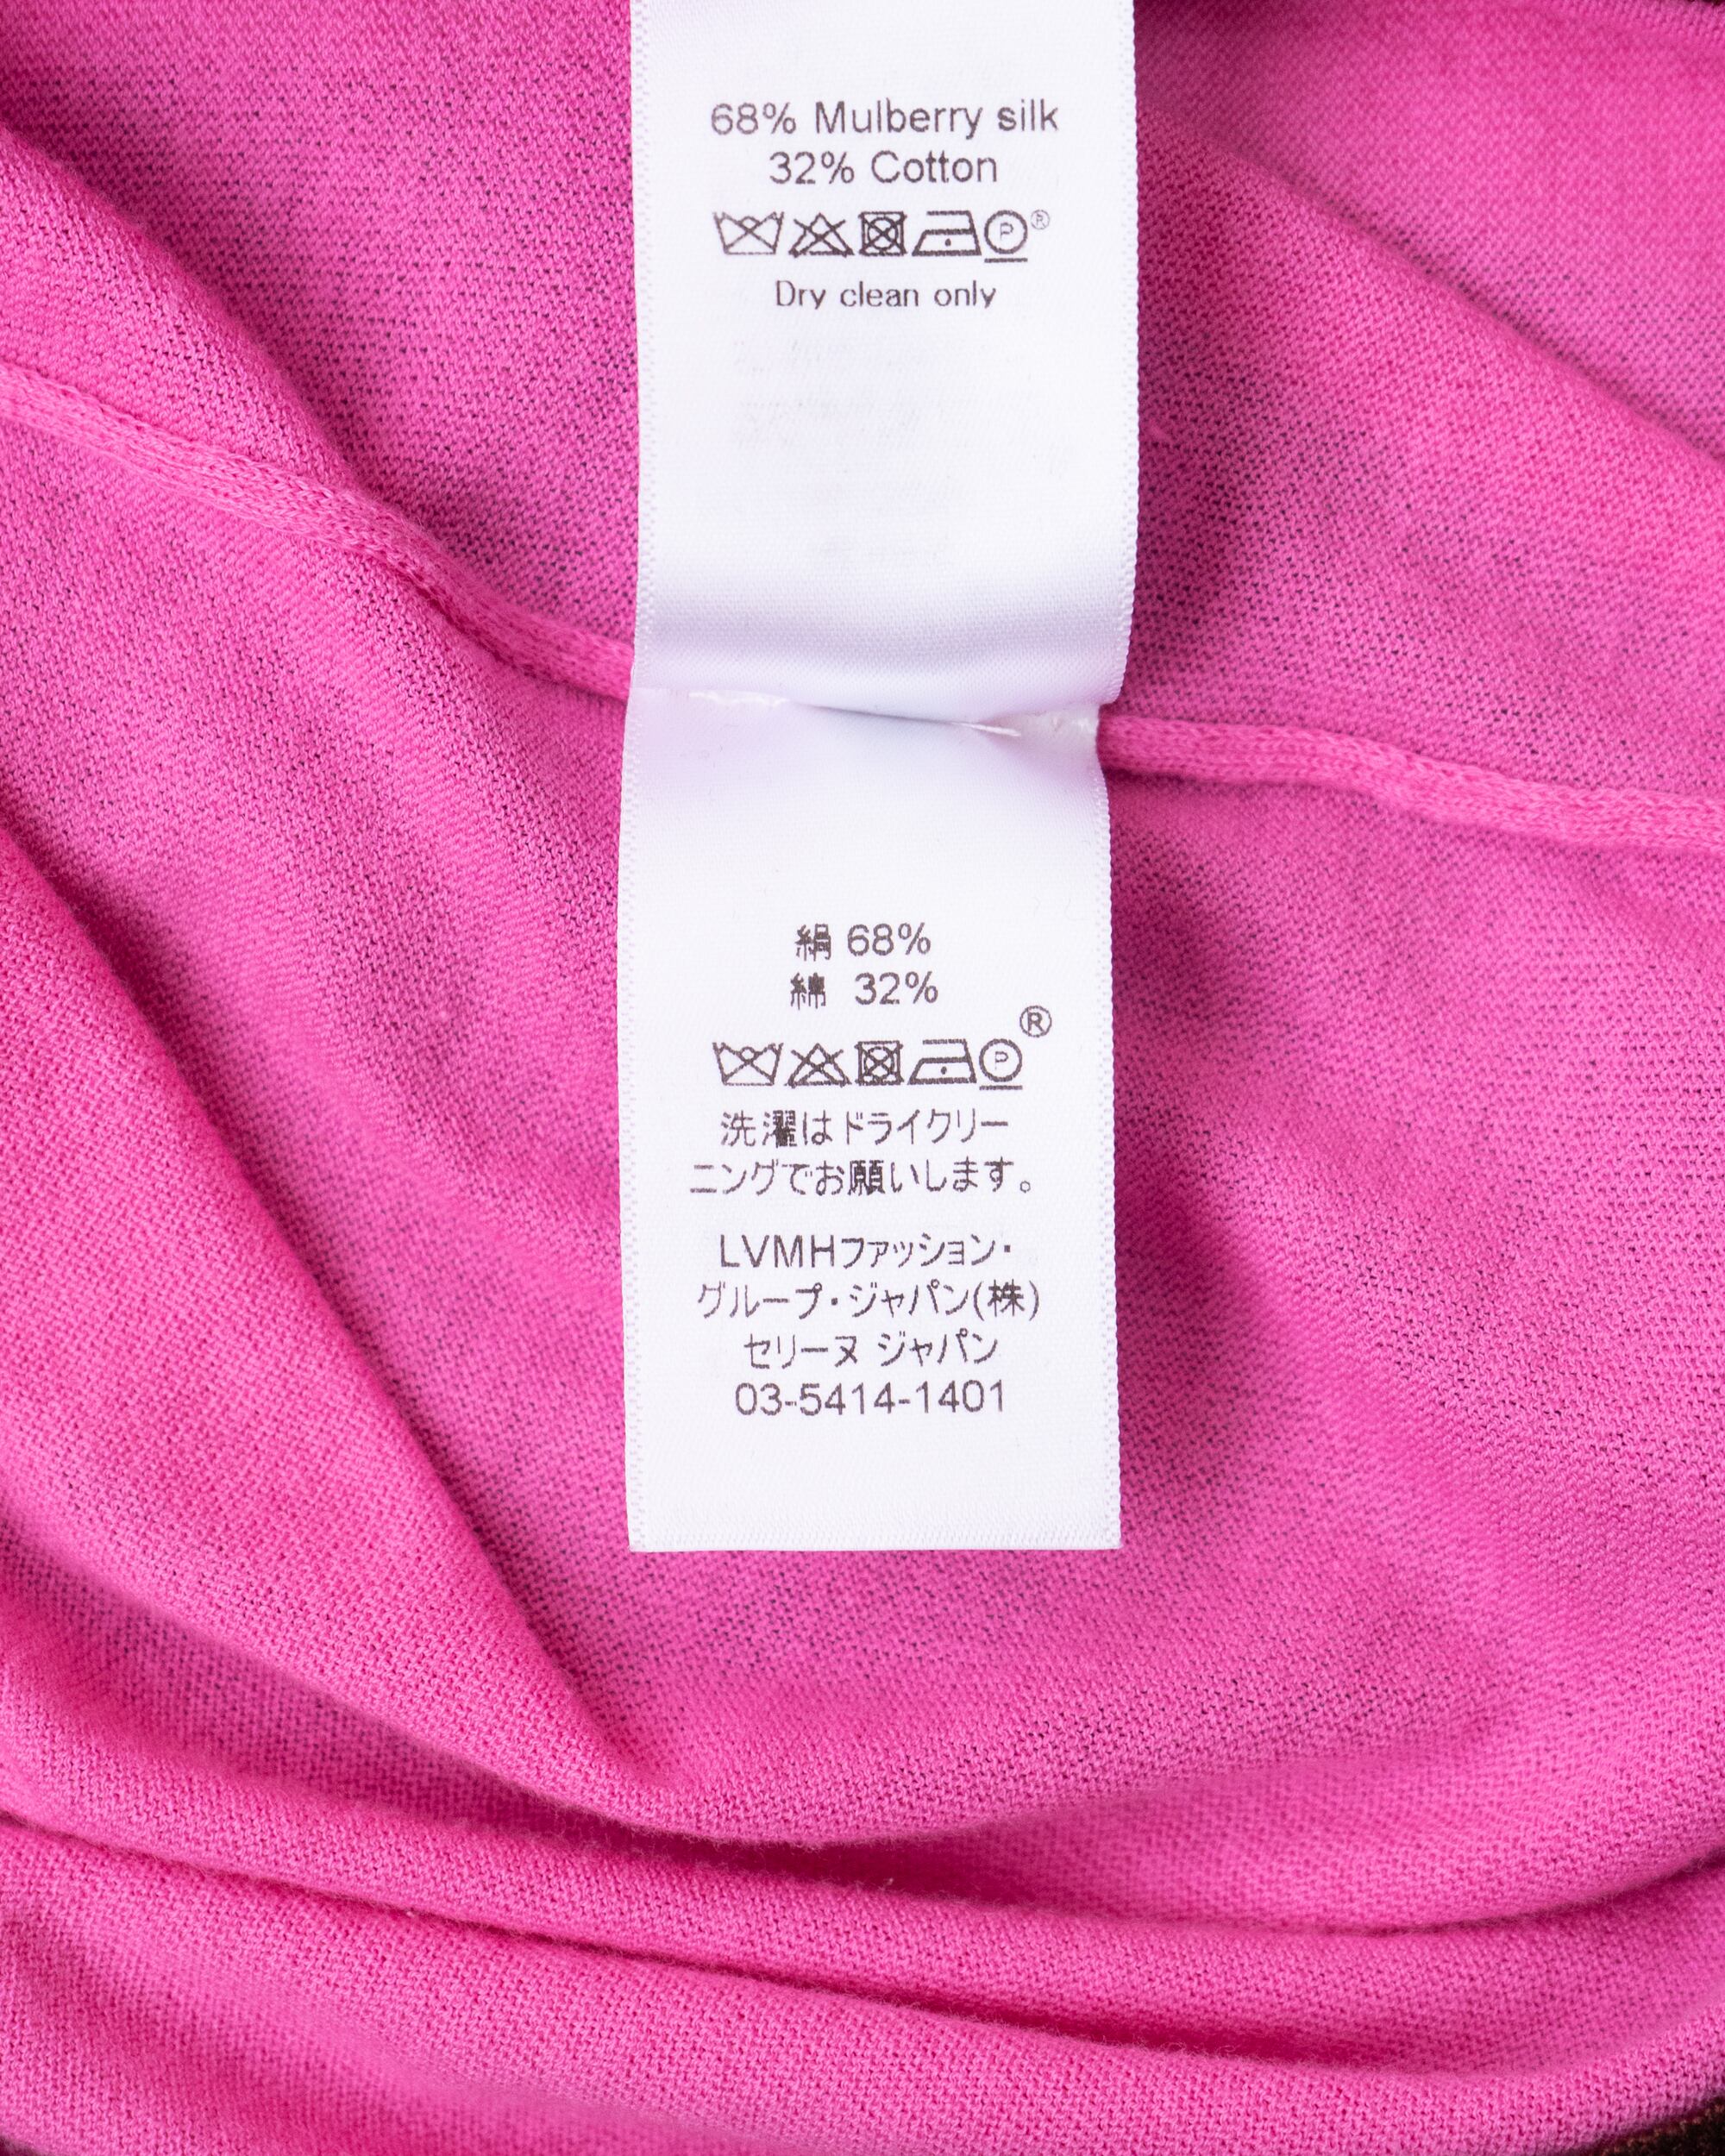 68% Mulberry silk
32% Cotton
P ®
Dry clean only
絹 68%
綿 32%
P ®
洗濯はドライクリー
ニングでお願いします。
LVMHファッション・
グループ・ジャパン(株)
セリーヌ ジャパン
03-5414-1401